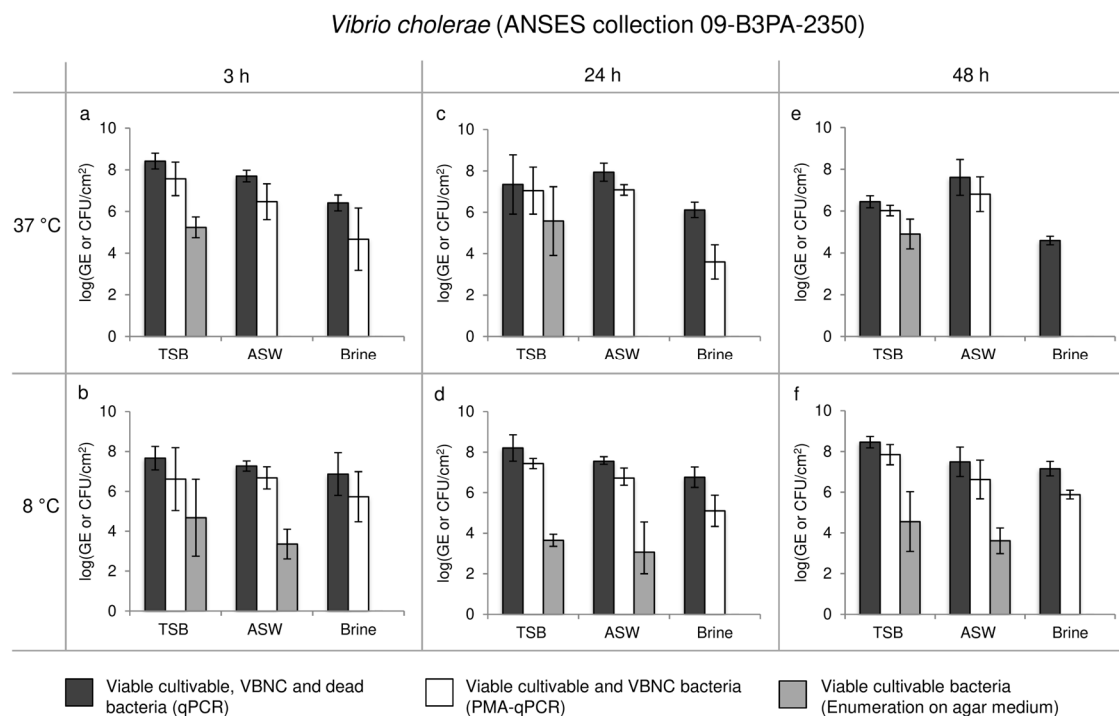 Vibrio cholerae (ANSES collection 09-B3PA-2350)
3 h
24 h
48 h
37 °C
a
log(GE or CFU/cm²)
10
8
6
4
2
0
TSB ASW Brine
c
log(GE or CFU/cm²)
10
8
6
4
2
0
TSB ASW Brine
e
log(GE or CFU/cm²)
10
8
6
4
2
0
TSB ASW Brine
8 °C
b
log(GE or CFU/cm²)
10
8
6
4
2
0
TSB ASW Brine
d
log(GE or CFU/cm²)
10
8
6
4
2
0
TSB ASW Brine
f
log(GE or CFU/cm²)
10
8
6
4
2
0
TSB ASW Brine
Viable cultivable, VBNC and dead
bacteria (qPCR)
Viable cultivable and VBNC bacteria
(PMA-qPCR)
Viable cultivable bacteria
(Enumeration on agar medium)